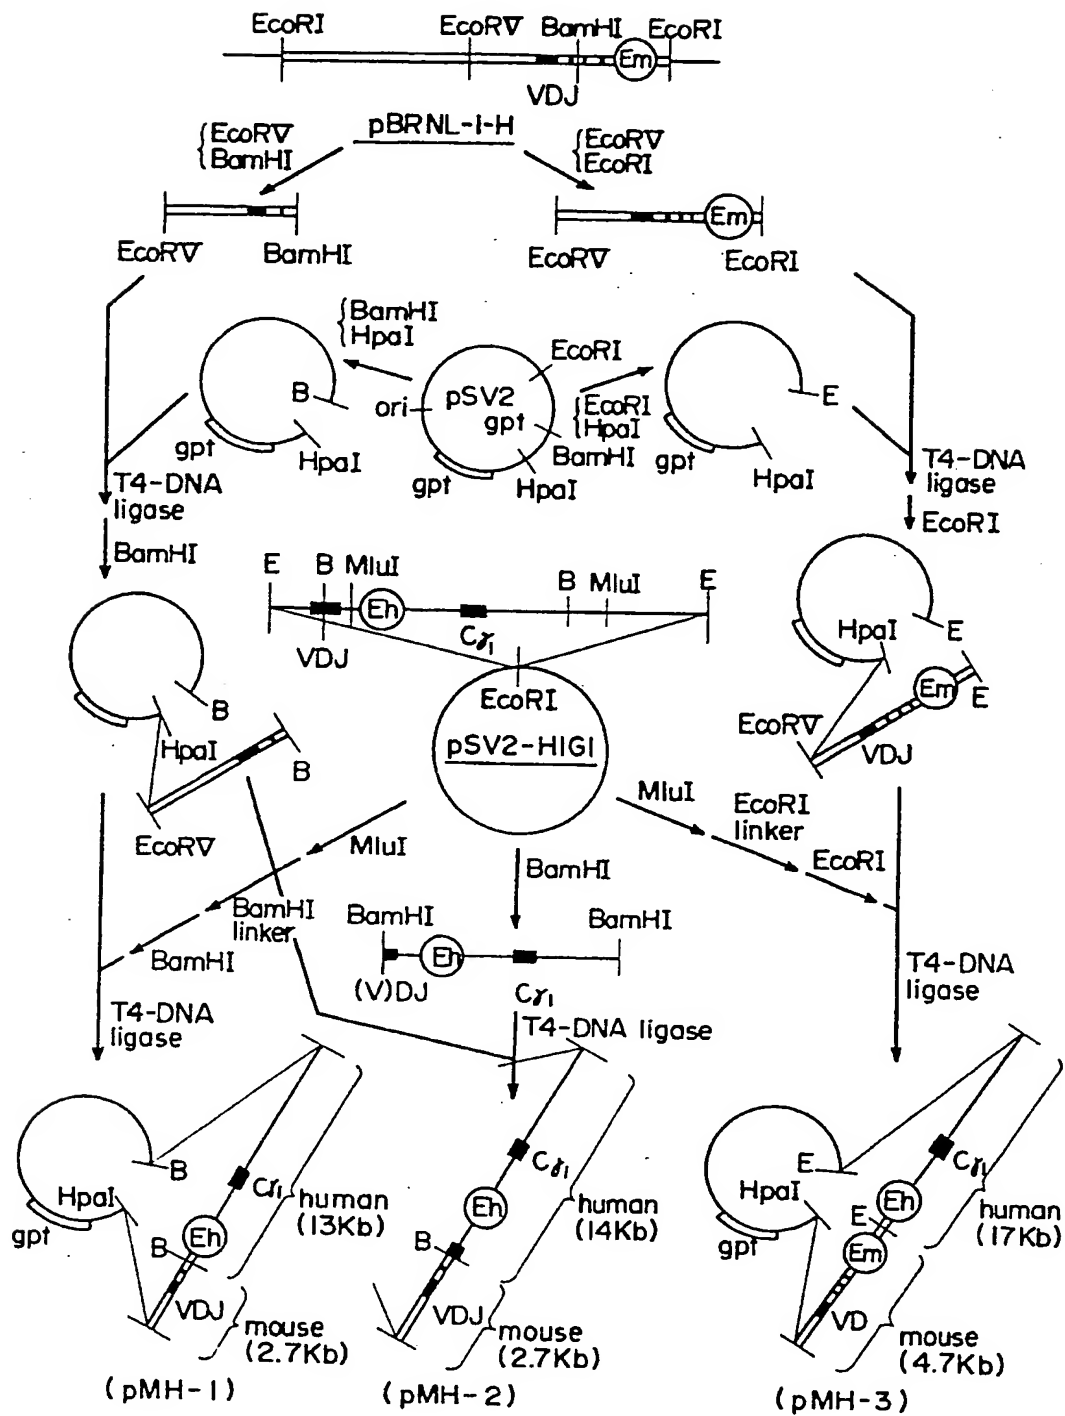 EcoRI
EcoRV
BamHI
EcoRI
Em
VDJ
pBRNL-I-H
EcoRV
BamHI
EcoRV
EcoRI
EcoRV
BamHI
Em
EcoRV
EcoRI
BamHI
HpaI
EcoRI
B
ori
pSV2
gpt
EcoRI
HpaI
E
gpt
HpaI
BamHI
gpt
HpaI
gpt
HpaI
T4-DNA
ligase
T4-DNA
ligase
BamHI
EcoRI
E
B
MluI
Eh
B
MluI
E
Cγ1
VDJ
HpaI
E
Em
E
B
EcoRI
pSV2-HIGI
EcoRV
VDJ
HpaI
B
EcoRV
MluI
EcoRI
linker
EcoRI
MluI
BamHI
BamHI
linker
BamHI
BamHI
BamHI
Eh
(V)DJ
Cγ1
T4-DNA
ligase
T4-DNA
ligase
T4-DNA ligase
B
HpaI
gpt
Cγ1
Eh
B
human
(13Kb)
VDJ
mouse
(2.7Kb)
(pMH-1)
Cγ1
Eh
B
human
(14Kb)
VDJ
mouse
(2.7Kb)
(pMH-2)
E
HpaI
gpt
Cγ1
Eh
E
Em
human
(17Kb)
VD
mouse
(4.7Kb)
(pMH-3)